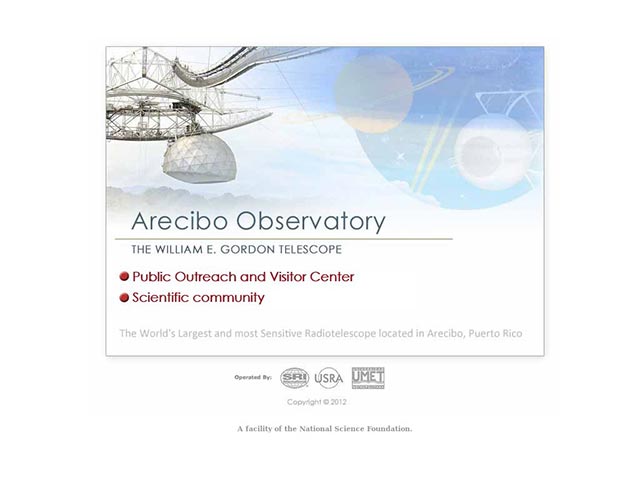 Arecibo Observatory
THE WILLIAM E. GORDON TELESCOPE
Public Outreach and Visitor Center
Scientific community
The World's Largest and most Sensitive Radiotelescope located in Arecibo, Puerto Rico
Operated By: SRI USRA UMET
Copyright © 2012
A facility of the National Science Foundation.